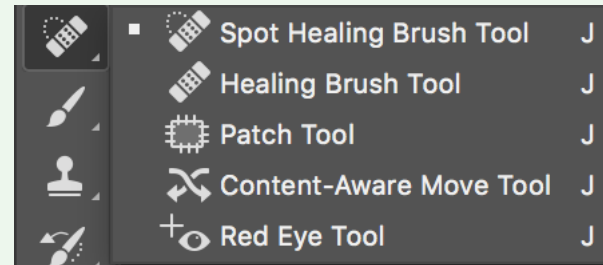 Spot Healing Brush Tool J
Healing Brush Tool J
Patch Tool J
Content-Aware Move Tool J
Red Eye Tool J